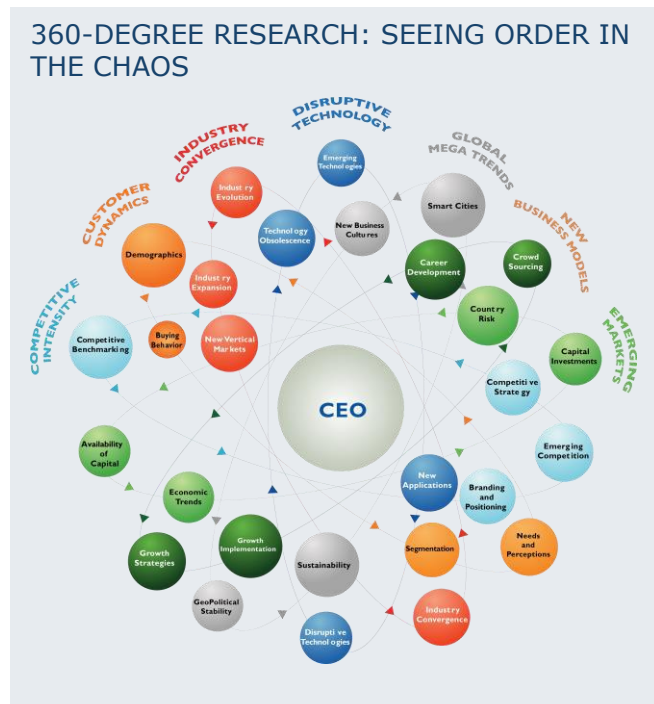 360-DEGREE RESEARCH: SEEING ORDER IN
THE CHAOS
DISRUPTIVE
TECHNOLOGY
INDUSTRY
CONVERGENCE
GLOBAL
MEGA TRENDS
CUSTOMER
DYNAMICS
NEW
BUSINESS MODELS
COMPETITIVE
INTENSITY
EMERGING
MARKETS
Emerging
Technologies
Industry
Evolution
Smart Cities
Technology
Obsolescence
New Business
Cultures
Demographics
Career
Development
Crowd
Sourcing
Industry
Expansion
Country
Risk
Competitive
Benchmarking
Buying
Behavior
New Vertical
Markets
Capital
Investments
Competitive
Strategy
CEO
Availability
of
Capital
Emerging
Competition
Economic
Trends
New
Applications
Branding
and
Positioning
Growth
Strategies
Growth
Implementation
Sustainability
Segmentation
Needs
and
Perceptions
GeoPolitical
Stability
Disruptive
Technologies
Industry
Convergence